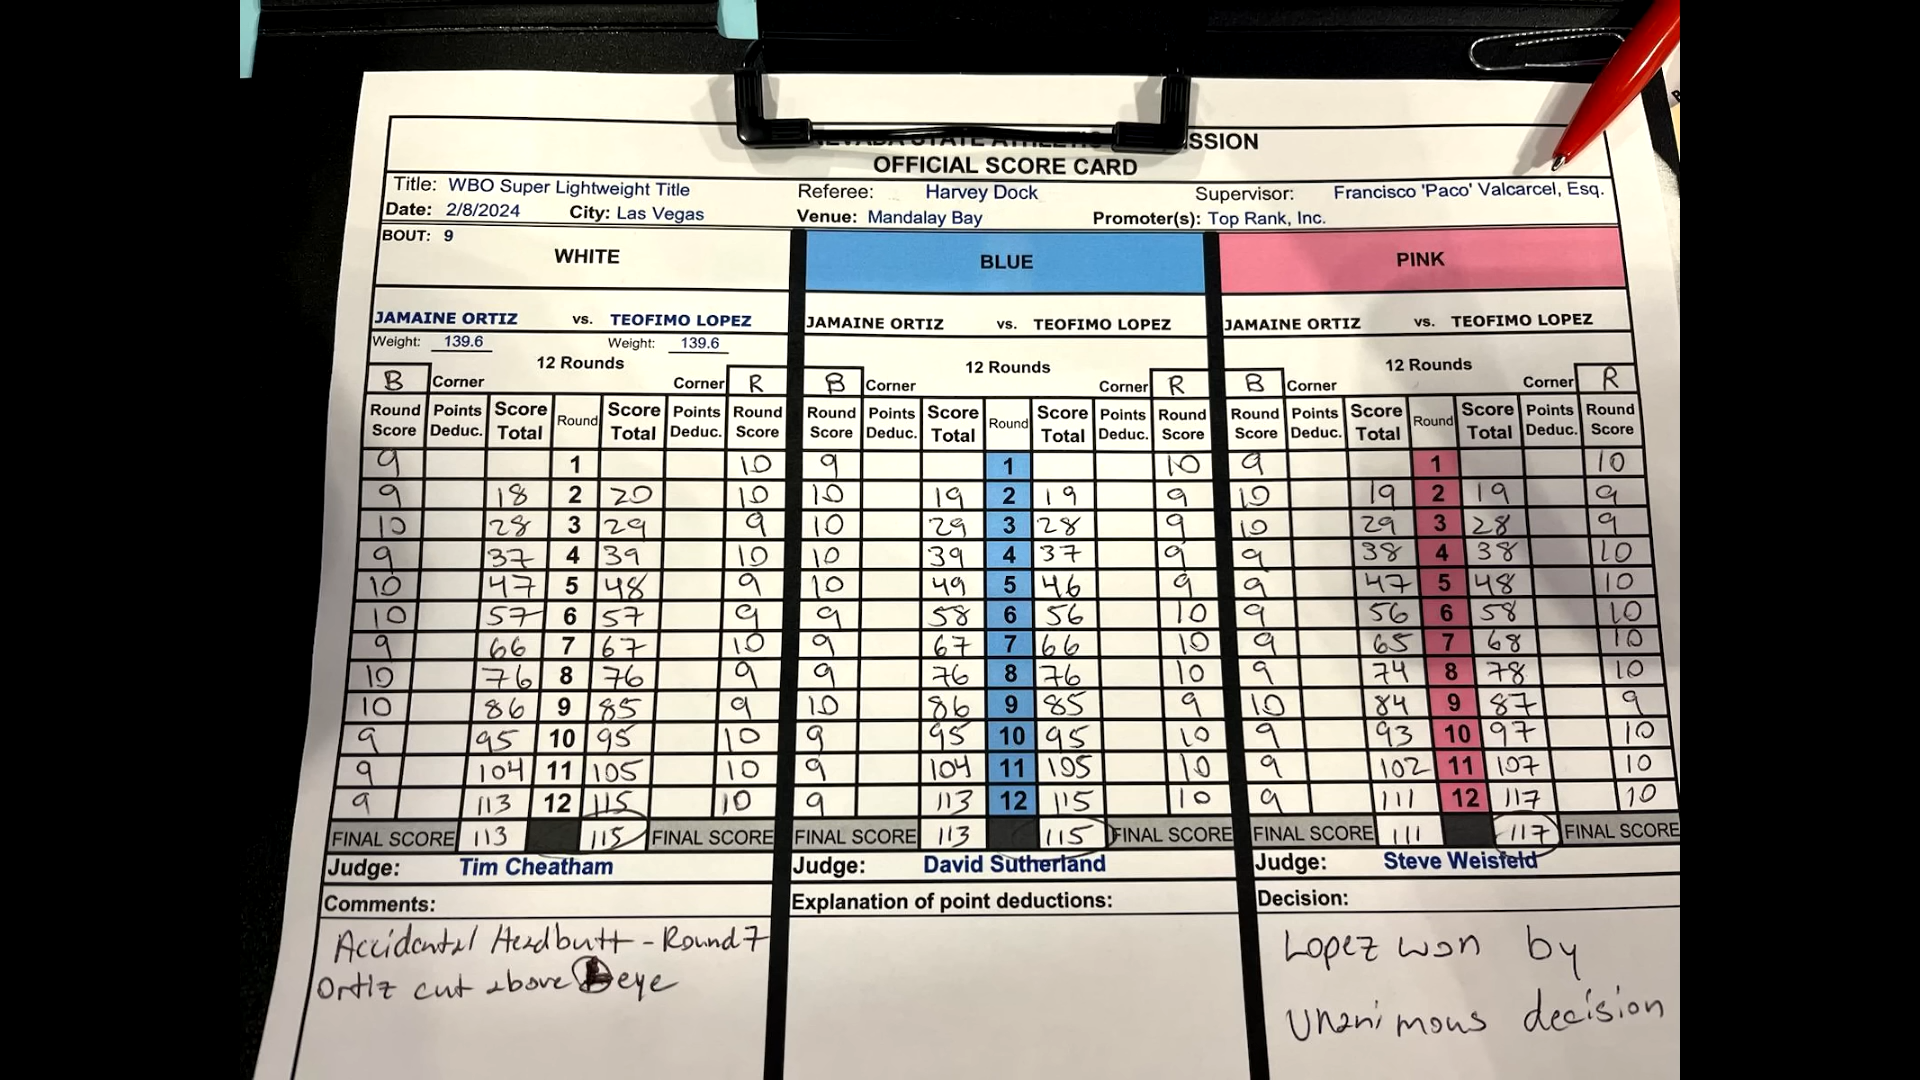 SSION
OFFICIAL SCORE CARD
Title: WBO Super Lightweight Title Referee: Harvey Dock Supervisor: Francisco 'Paco' Valcarcel, Esq.
Date: 2/8/2024 City: Las Vegas Venue: Mandalay Bay Promoter(s): Top Rank, Inc.
BOUT: 9
WHITE BLUE PINK
JAMAINE ORTIZ vs. TEOFIMO LOPEZ JAMAINE ORTIZ vs. TEOFIMO LOPEZ JAMAINE ORTIZ vs. TEOFIMO LOPEZ
Weight: 139.6 Weight: 139.6
12 Rounds 12 Rounds 12 Rounds
B Corner Corner R B Corner Corner R B Corner Corner R
Round Points Score Round Score Points Round Round Points Score Round Score Points Round Round Points Score Round Score Points Round
Score Deduc. Total Total Deduc. Score Score Deduc. Total Total Deduc. Score Score Deduc. Total Total Deduc. Score
9 1 10 9 1 10 9 1 10
9 18 2 20 10 10 19 2 19 9 10 19 2 19 9
10 28 3 29 9 10 29 3 28 9 10 29 3 28 9
9 37 4 39 10 10 39 4 37 9 9 38 4 38 10
10 47 5 48 9 10 49 5 46 9 9 47 5 48 10
10 57 6 57 9 9 58 6 56 10 9 56 6 58 10
9 66 7 67 10 9 67 7 66 10 9 65 7 68 10
10 76 8 76 9 9 76 8 76 10 9 74 8 78 10
10 86 9 85 9 10 86 9 85 9 10 84 9 87 9
9 95 10 95 10 9 95 10 95 10 9 93 10 97 10
9 104 11 105 10 9 104 11 105 10 9 102 11 107 10
9 113 12 115 10 9 113 12 115 10 9 111 12 117 10
FINAL SCORE 113 115 FINAL SCORE FINAL SCORE 113 115 FINAL SCORE FINAL SCORE 111 117 FINAL SCORE
Judge: Tim Cheatham Judge: David Sutherland Judge: Steve Weisfeld
Comments: Explanation of point deductions: Decision:
Accidental Headbutt - Round 7
Ortiz cut above L eye
Lopez won by
Unanimous decision